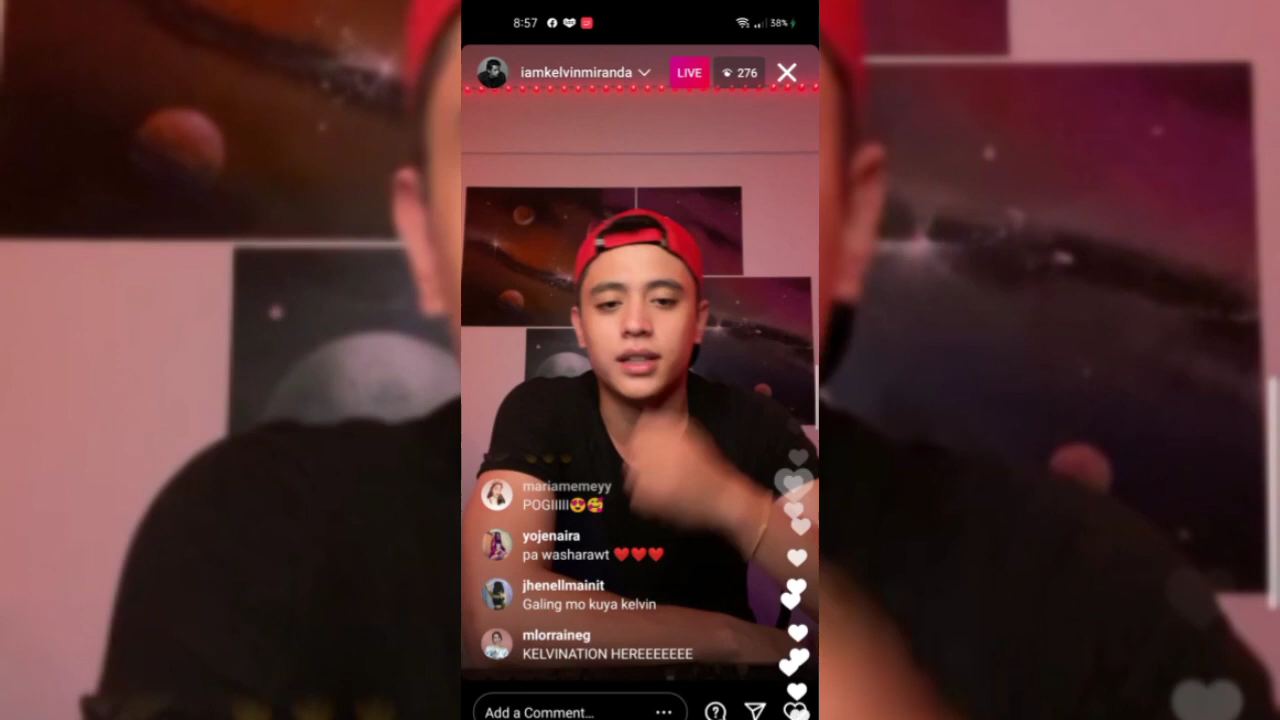 8:57
38%
iamkelvinmiranda
LIVE
276
mariamemeyy
POGIIIII😍🥰
yojenaira
pa washarawt ❤️❤️❤️
jhenellmainit
Galing mo kuya kelvin
mlorraineg
KELVINATION HEREEEEEEE
Add a Comment...